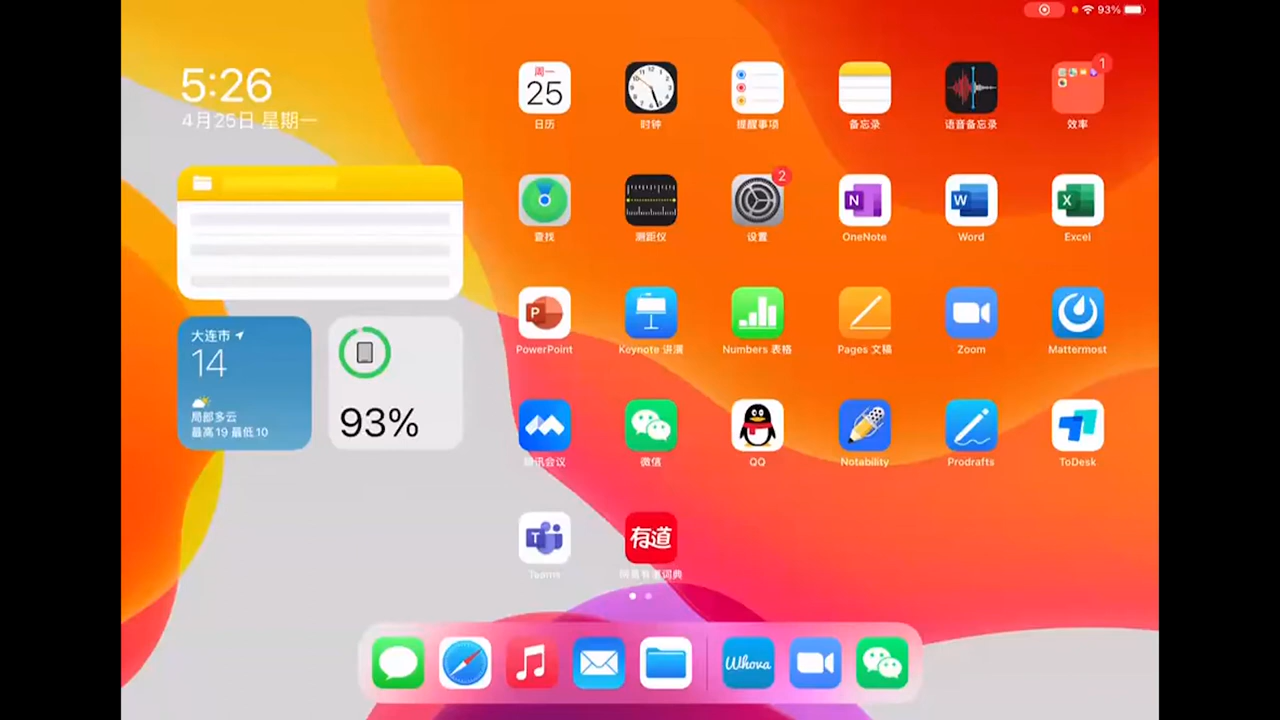 93%
5:26
4月25日 星期一
周一
25
日历
时钟
提醒事项
备忘录
语音备忘录
1
效率
查找
测距仪
2
设置
N
OneNote
W
Word
X
Excel
大连市
14
局部多云
最高19 最低10
93%
P
PowerPoint
Keynote 讲演
Numbers 表格
Pages 文稿
Zoom
Mattermost
腾讯会议
微信
QQ
Notability
Prodrafts
ToDesk
T
Teams
有道
网易有道词典
Whova